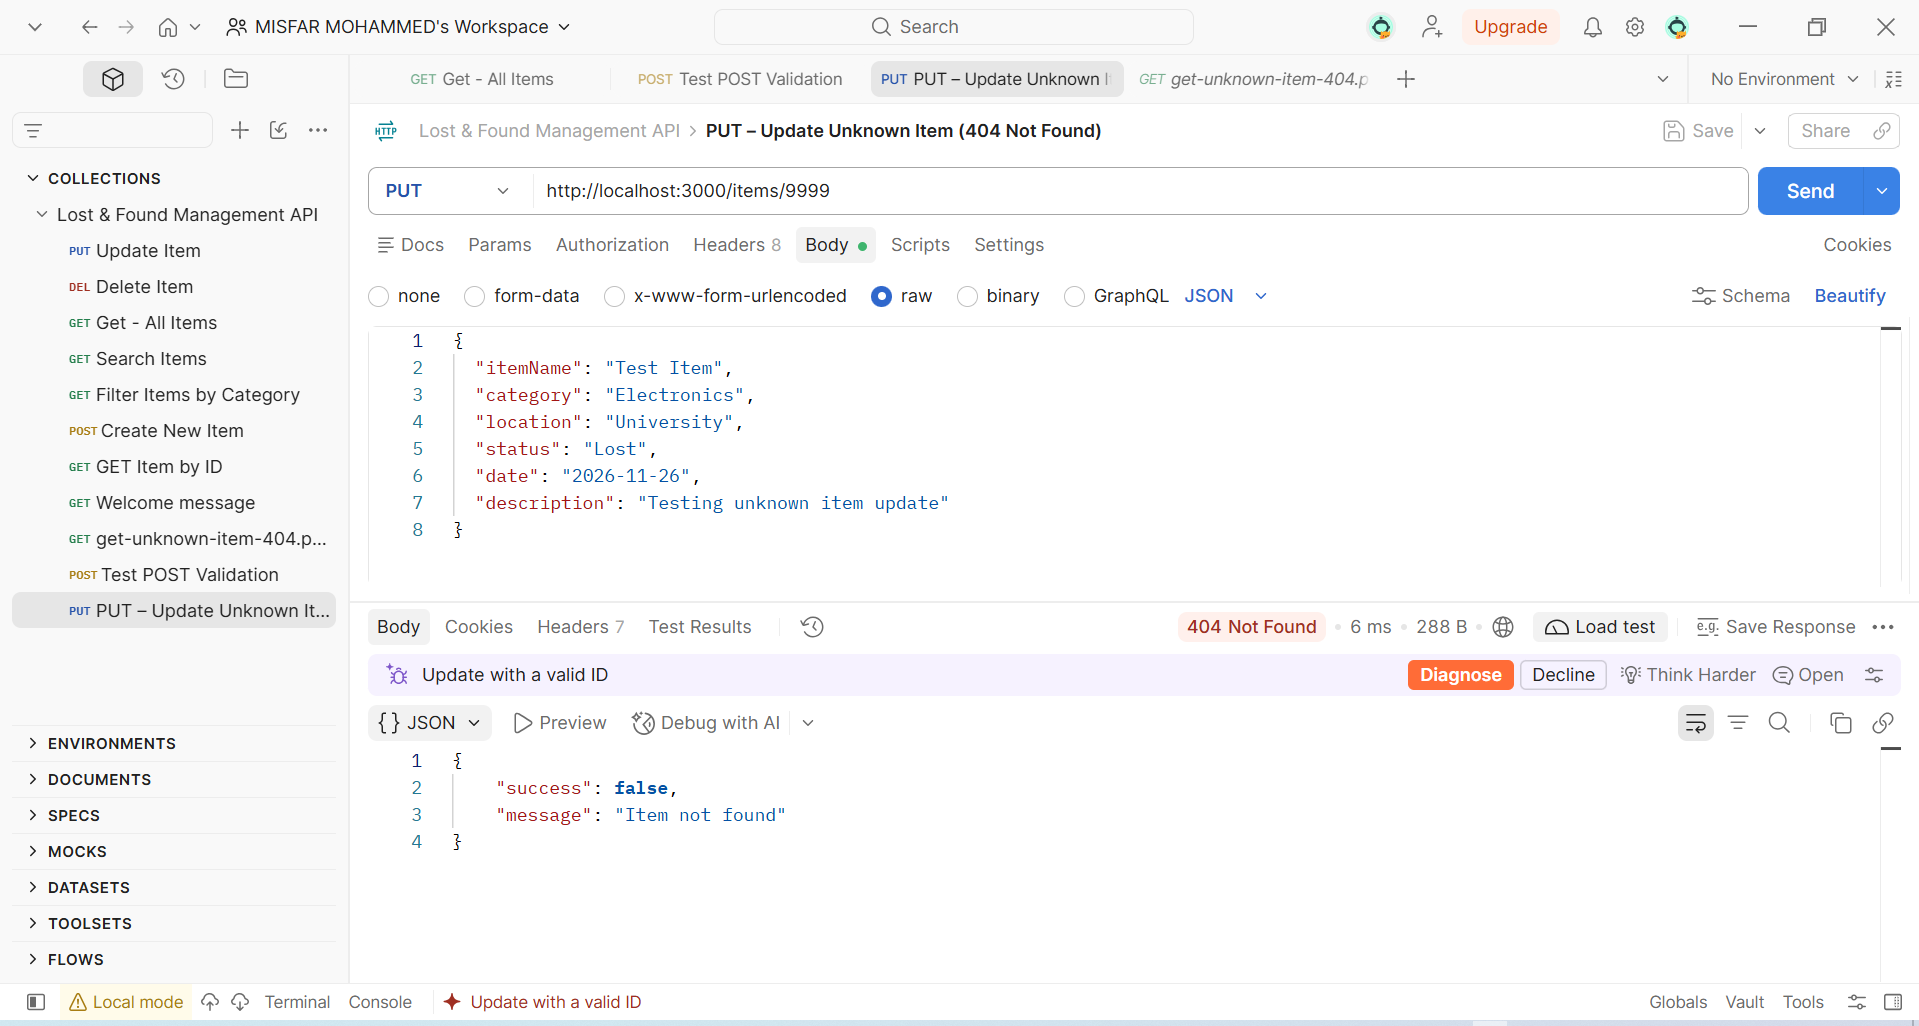 MISFAR MOHAMMED's Workspace
Search
Upgrade
GET Get - All Items
POST Test POST Validation
PUT PUT – Update Unknown I
GET get-unknown-item-404.p
No Environment
Lost & Found Management API > PUT – Update Unknown Item (404 Not Found)
Save
Share
COLLECTIONS
Lost & Found Management API
PUT Update Item
DEL Delete Item
GET Get - All Items
GET Search Items
GET Filter Items by Category
POST Create New Item
GET GET Item by ID
GET Welcome message
GET get-unknown-item-404.p...
POST Test POST Validation
PUT PUT – Update Unknown It...
ENVIRONMENTS
DOCUMENTS
SPECS
MOCKS
DATASETS
TOOLSETS
FLOWS
HTTP
PUT
http://localhost:3000/items/9999
Send
Docs Params Authorization Headers 8 Body Scripts Settings Cookies
none form-data x-www-form-urlencoded raw binary GraphQL JSON Schema Beautify
1 {
2 "itemName": "Test Item",
3 "category": "Electronics",
4 "location": "University",
5 "status": "Lost",
6 "date": "2026-11-26",
7 "description": "Testing unknown item update"
8 }
Body Cookies Headers 7 Test Results
404 Not Found • 6 ms • 288 B •
Load test
e.g. Save Response
Update with a valid ID
Diagnose Decline Think Harder Open
{} JSON Preview Debug with AI
1 {
2 "success": false,
3 "message": "Item not found"
4 }
Local mode Terminal Console Update with a valid ID
Globals Vault Tools